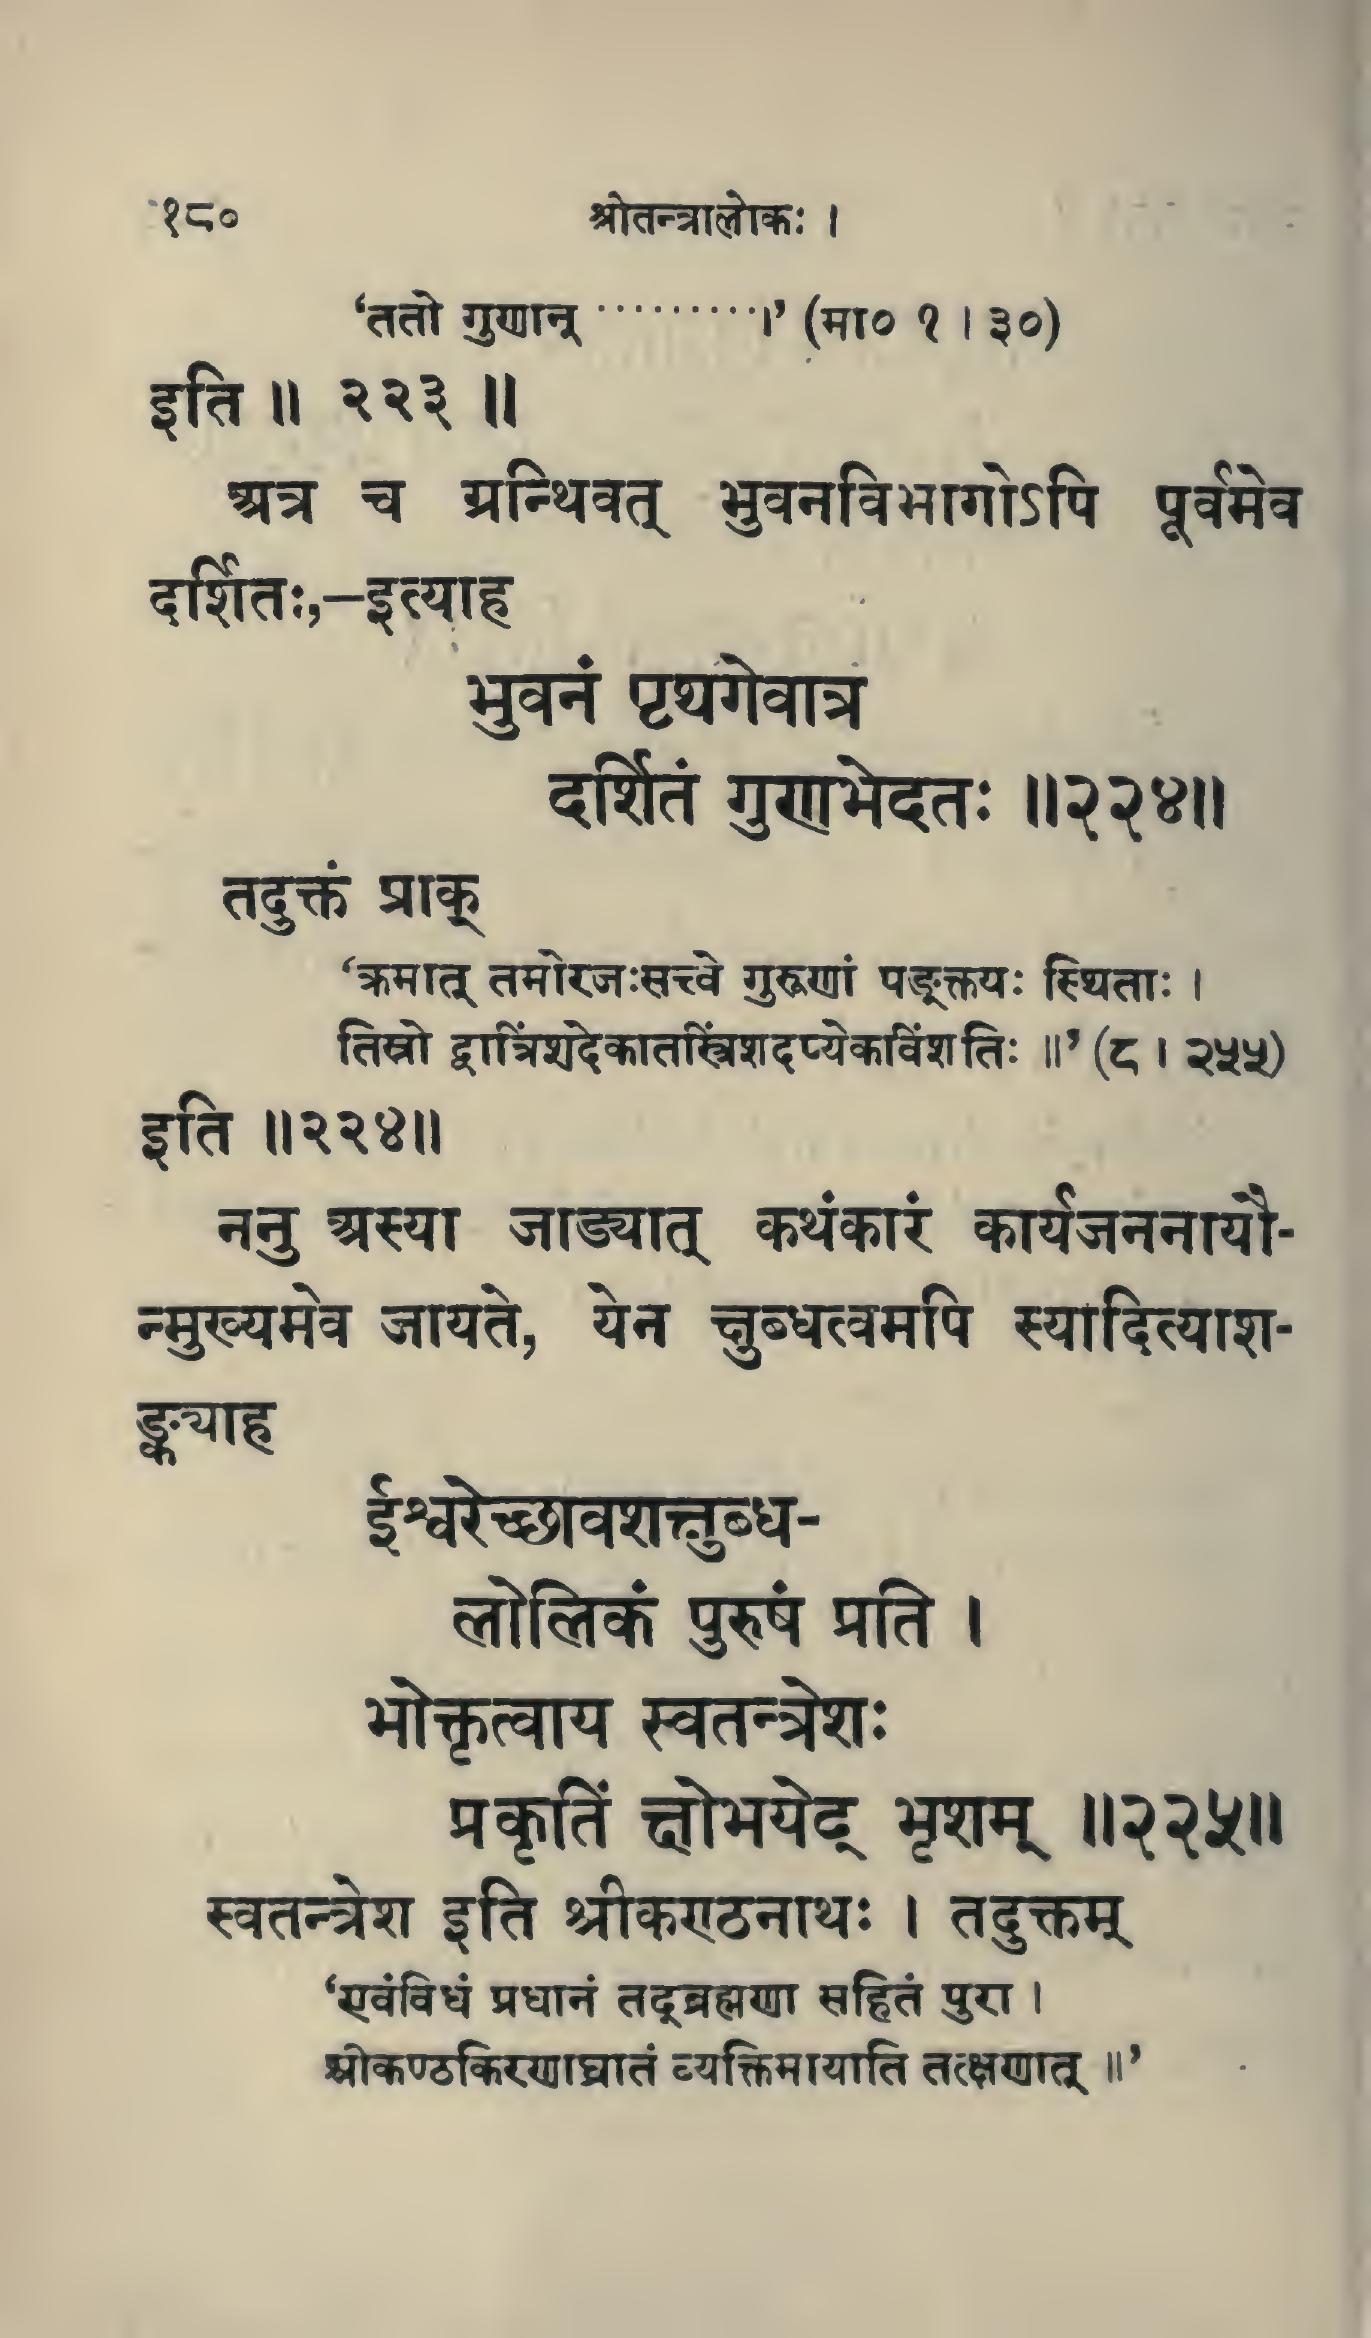 १८०
श्रीतन्त्रालोकः ।
‘ततो गुणान् ·········।’ (मा० १ । ३०)
इति ॥ २२३ ॥
अत्र च ग्रन्थिवत् भुवनविभागोऽपि पूर्वमेव
दर्शितः,—इत्याह
भुवनं पृथगेवात्र
दर्शितं गुणभेदतः ॥२२४॥
तदुक्तं प्राक्
‘क्रमात् तमोरजःसत्त्वे गुरूणां पङ्क्तयः स्थिताः ।
तिस्रो द्वात्रिंशदेकातस्त्रिंशदप्येकविंशतिः ॥’ (८ । २५५)
इति ॥२२४॥
ननु अस्या जाड्यात् कथंकारं कार्यजननायौ-
न्मुख्यमेव जायते, येन क्षुब्धत्वमपि स्यादित्याश-
ङ्क्याह
ईश्वरेच्छावशक्षुब्ध-
लोलिकं पुरुषं प्रति ।
भोक्तृत्वाय स्वतन्त्रेशः
प्रकृतिं क्षोभयेद् भृशम् ॥२२५॥
स्वतन्त्रेश इति श्रीकण्ठनाथः । तदुक्तम्
‘एवंविधं प्रधानं तद्ब्रह्मणा सहितं पुरा ।
श्रीकण्ठकिरणाघ्रातं व्यक्तिमायाति तत्क्षणात् ॥’